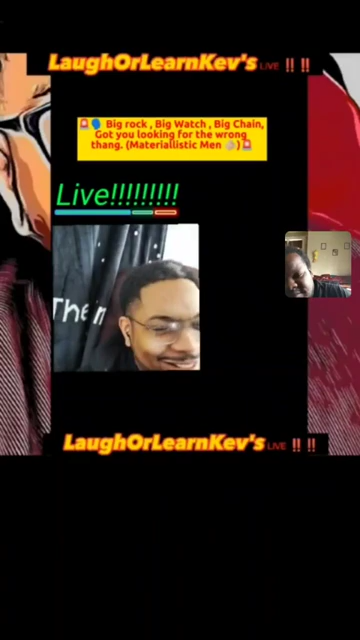 LaughOrLearnKev's LIVE ‼️ ‼️
🚨🗣️ Big rock , Big Watch , Big Chain,
Got you looking for the wrong
thang. (Materiallistic Men 🪨)🚨
Live!!!!!!!!!
The
LaughOrLearnKev's LIVE ‼️ ‼️